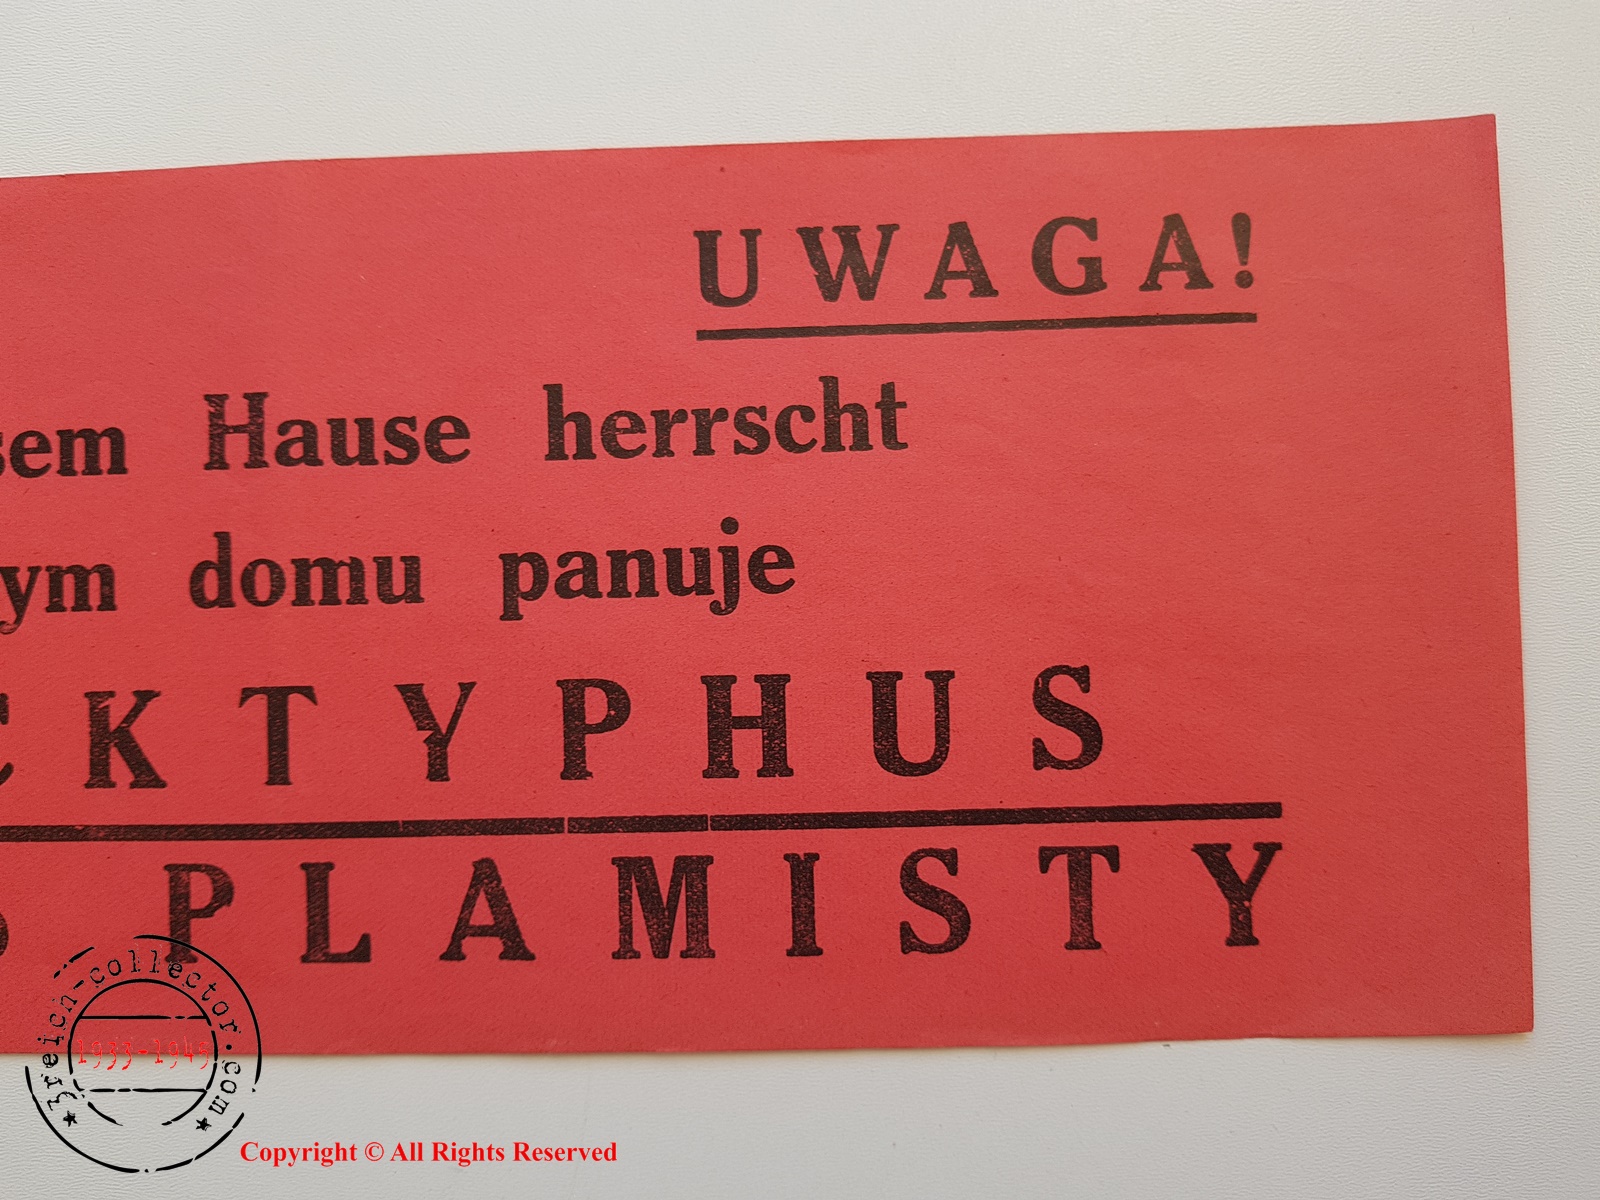 UWAGA!
sem Hause herrscht
ym domu panuje
CKTYPHUS
S PLAMISTY
3reich-collector.com
1933-1945
Copyright © All Rights Reserved